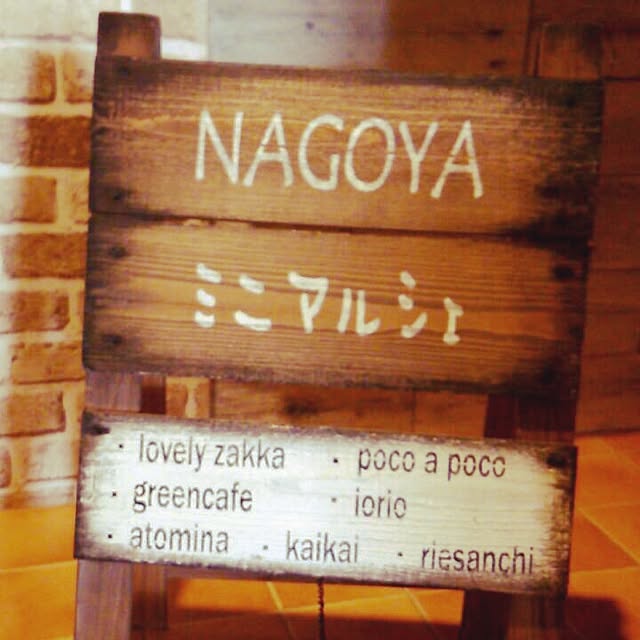 NAGOYA
ミニマルシェ
· lovely zakka · poco a poco
· greencafe · iorio
· atomina · kaikai · riesanchi